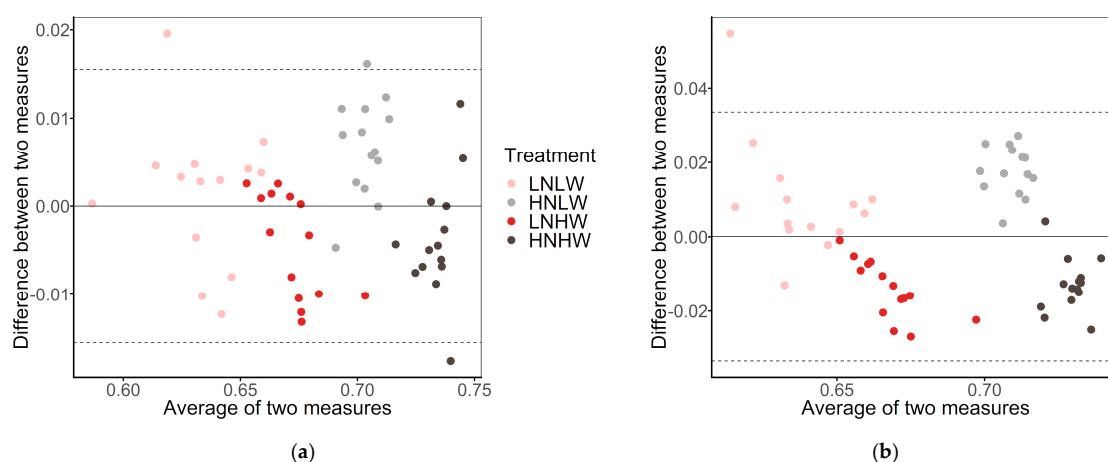 0.02
0.01
0.00
-0.01
Difference between two measures
0.60
0.65
0.70
0.75
Average of two measures
(a)
Treatment
LNLW
HNLW
LNHW
HNHW
0.04
0.02
0.00
-0.02
Difference between two measures
0.65
0.70
Average of two measures
(b)